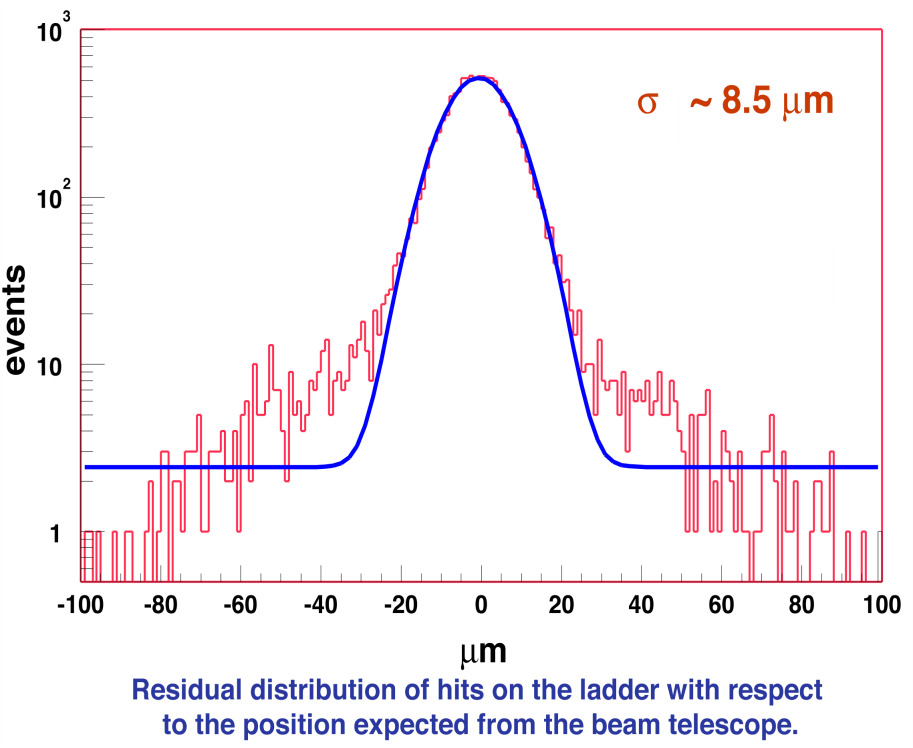 10³
σ ~ 8.5 μm
10²
events
10
1
-100 -80 -60 -40 -20 0 20 40 60 80 100
μm
Residual distribution of hits on the ladder with respect
to the position expected from the beam telescope.